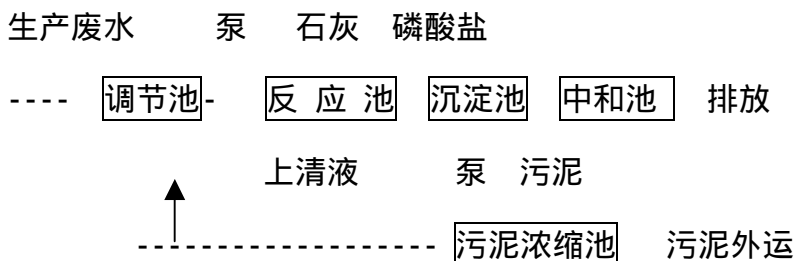 生产废水 泵 石灰 磷酸盐
---- 调节池- 反 应 池 沉淀池 中和池 排放
上清液 泵 污泥
------------------- 污泥浓缩池 污泥外运